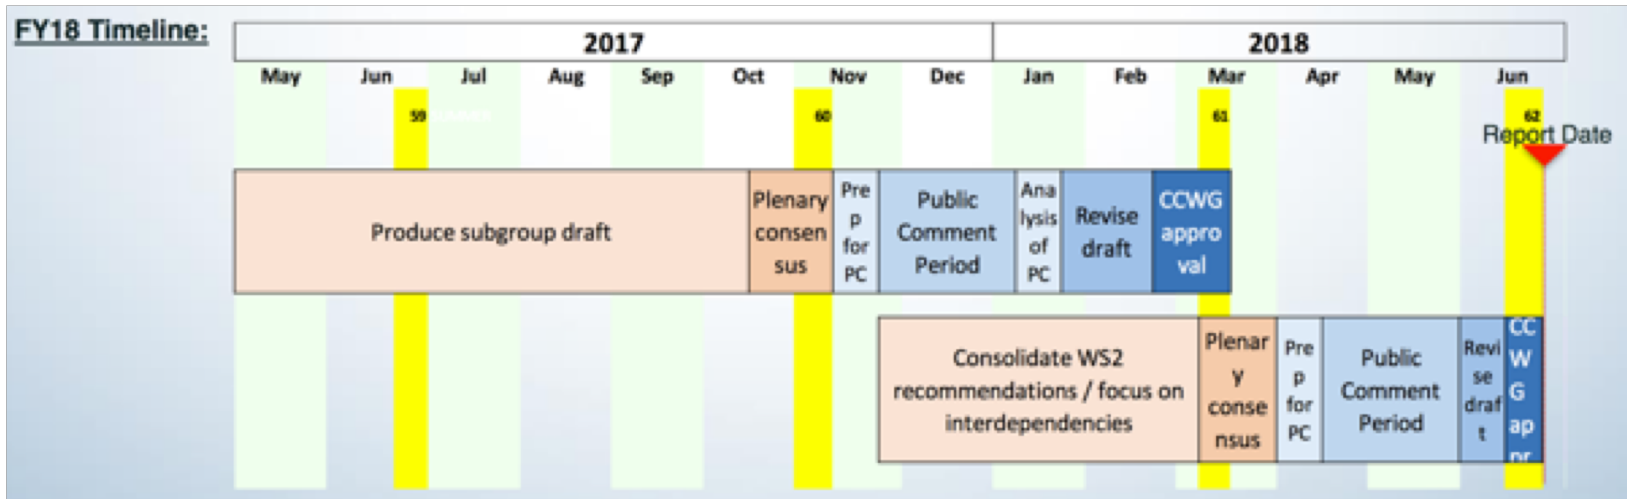 FY18 Timeline:
2017 2018
May Jun Jul Aug Sep Oct Nov Dec Jan Feb Mar Apr May Jun
59 60 61 62
Report Date
Produce subgroup draft
Plenary
consen
sus
Pre
p
for
PC
Public
Comment
Period
Ana
lysis
of
PC
Revise
draft
CCWG
appro
val
Consolidate WS2
recommendations / focus on
interdependencies
Plenar
y
conse
nsus
Pre
p
for
PC
Public
Comment
Period
Revi
se
draf
t
CC
W
G
ap
pr